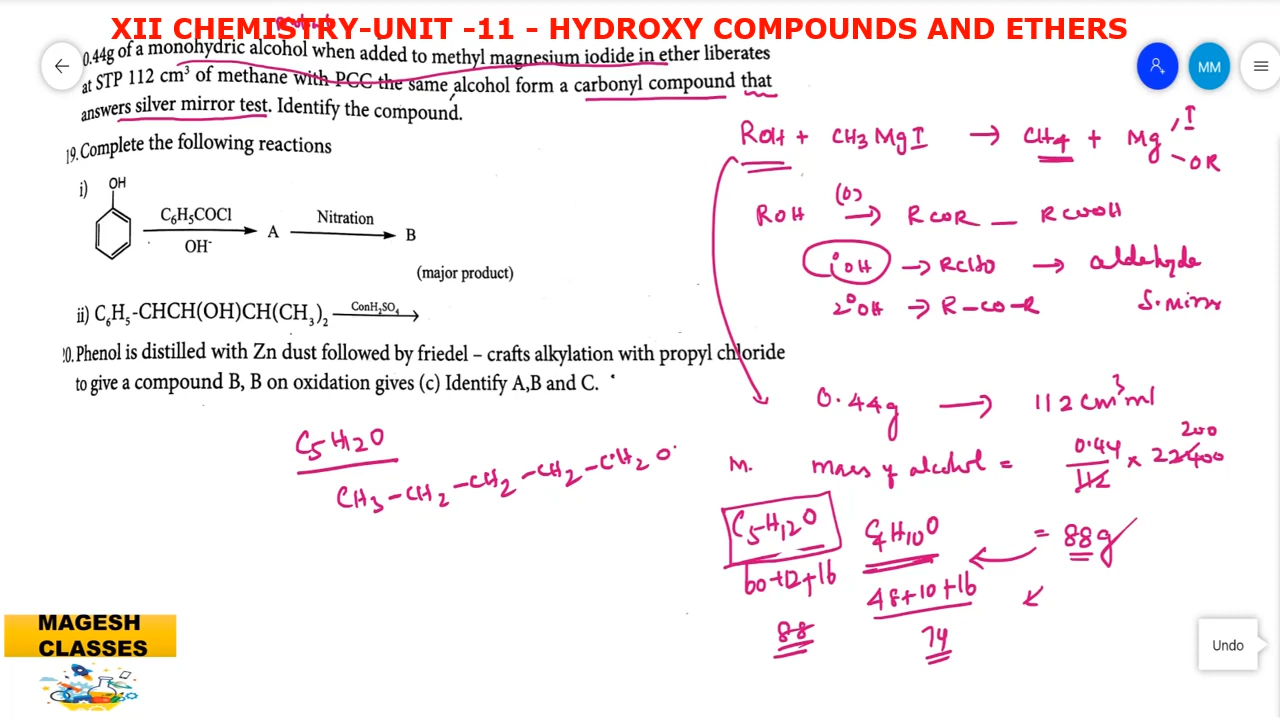 XII CHEMISTRY-UNIT -11 - HYDROXY COMPOUNDS AND ETHERS
0.44g of a monohydric alcohol when added to methyl magnesium iodide in ether liberates
at STP 112 cm³ of methane with PCC the same alcohol form a carbonyl compound that
answers silver mirror test. Identify the compound.
MM
19. Complete the following reactions
i)
OH
C₆H₅COCl
OH⁻
A
Nitration
B
(major product)
ii) C₆H₅-CHCH(OH)CH(CH₃)₂
ConH₂SO₄
20. Phenol is distilled with Zn dust followed by friedel – crafts alkylation with propyl chloride
to give a compound B, B on oxidation gives (c) Identify A,B and C.
ROH + CH3 MgI → CH4 + Mg
I
OR
ROH (O) → RCOR — RCOOH
1°OH → RCHO → aldehyde
2°OH → R-CO-R S.mirror
0.44g → 112 cm³ ml
M. mass of alcohol = 0.44 / 112 × 22400
200
= 88g
C5H12O
60+12+16
88
C4H10O
48+10+16
74
C5H12O
CH3-CH2-CH2-CH2-CH2 O
MAGESH
CLASSES
Undo